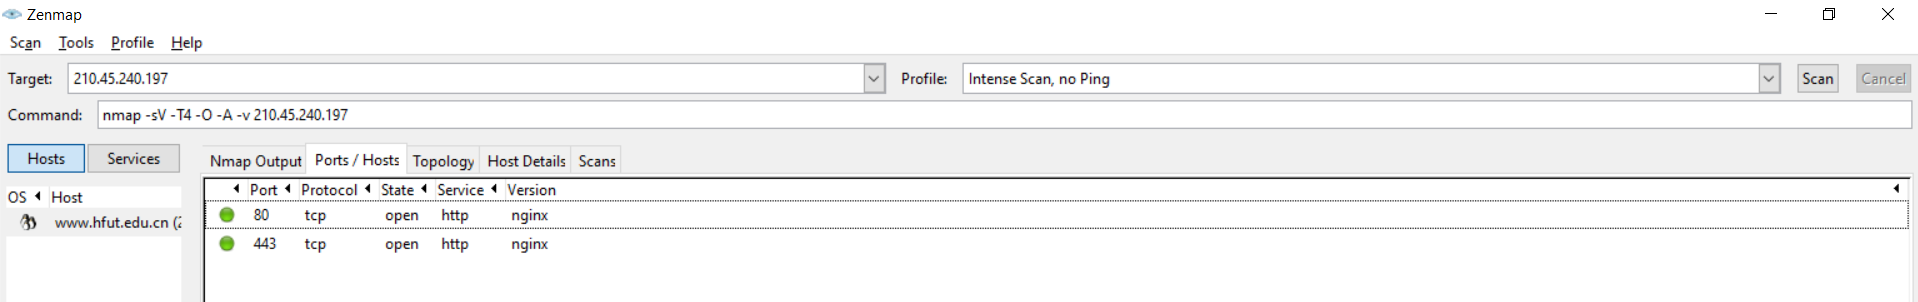 Zenmap
Scan Tools Profile Help
Target: 210.45.240.197 Profile: Intense Scan, no Ping Scan Cancel
Command: nmap -sV -T4 -O -A -v 210.45.240.197
Hosts Services Nmap Output Ports / Hosts Topology Host Details Scans
OS Host Port Protocol State Service Version
www.hfut.edu.cn (2 80 tcp open http nginx
443 tcp open http nginx